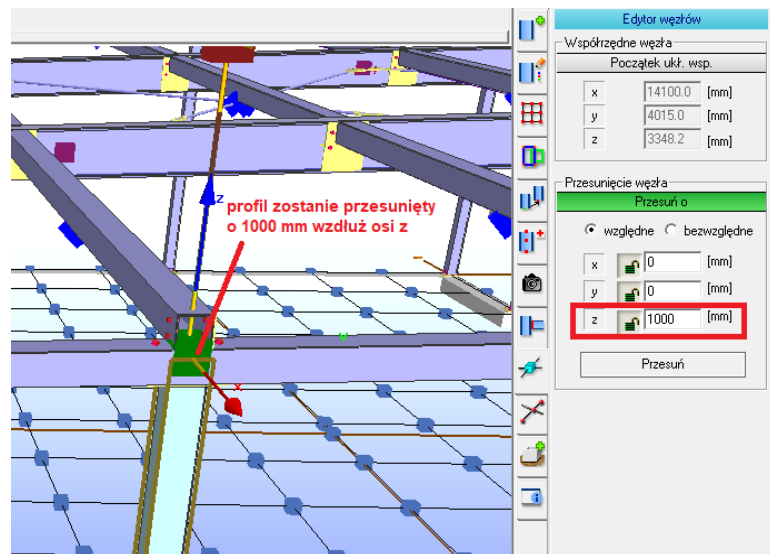 Edytor węzłów
Współrzędne węzła
Początek ukł. wsp.
x 14100.0 [mm]
y 4015.0 [mm]
z 3348.2 [mm]
Przesunięcie węzła
Przesuń o
względne bezwzględne
x 0 [mm]
y 0 [mm]
z 1000 [mm]
Przesuń
z
profil zostanie przesunięty
o 1000 mm wzdłuż osi z
y
x